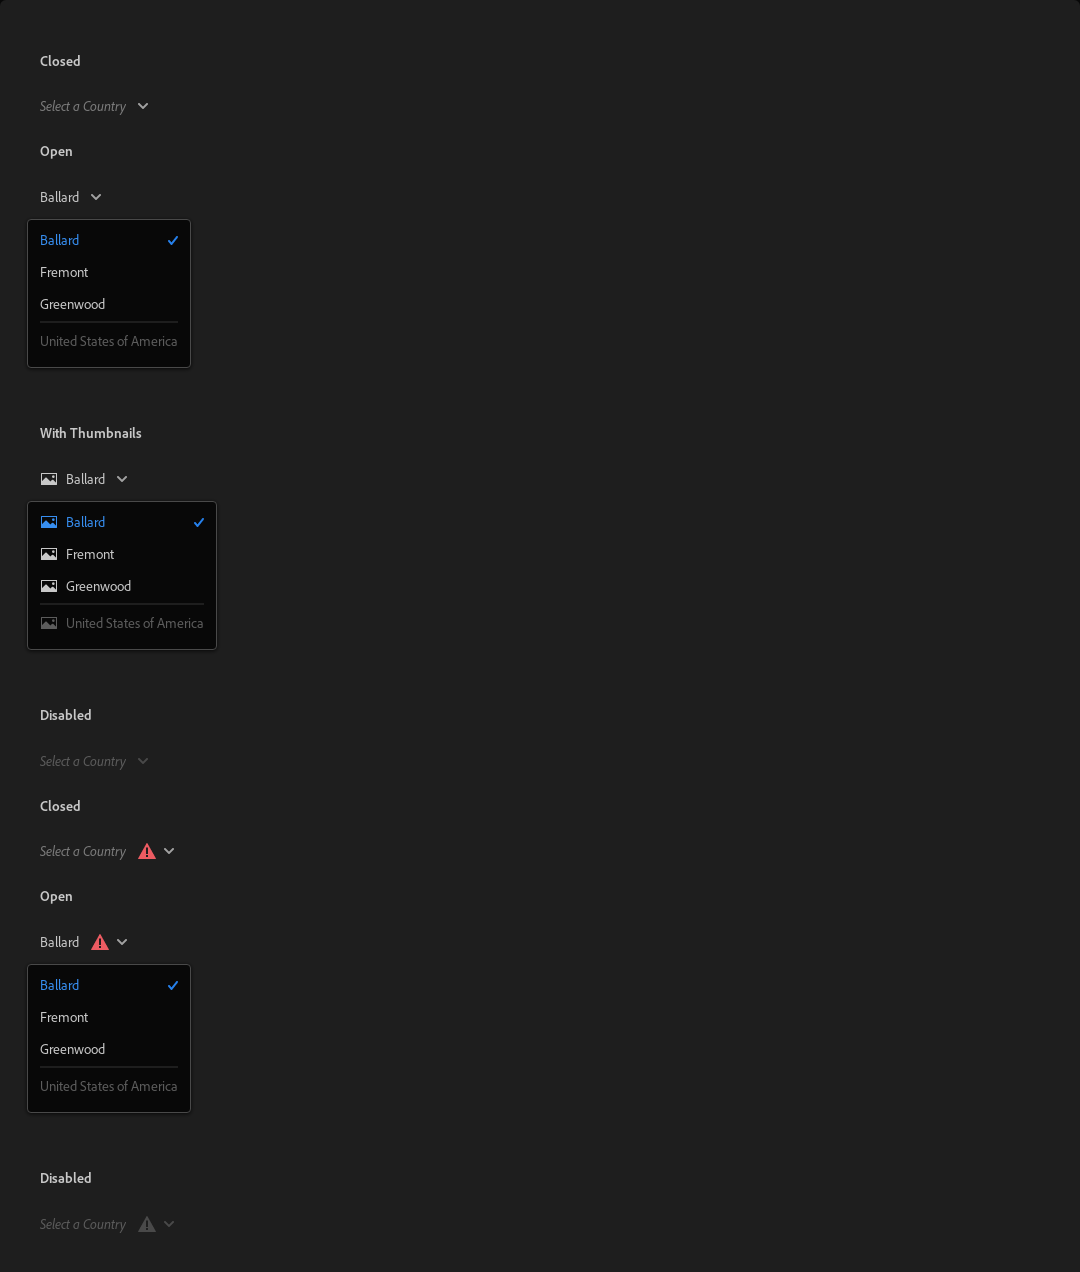 Closed
Select a Country
Open
Ballard
Ballard
Fremont
Greenwood
United States of America
With Thumbnails
Ballard
Ballard
Fremont
Greenwood
United States of America
Disabled
Select a Country
Closed
Select a Country
Open
Ballard
Ballard
Fremont
Greenwood
United States of America
Disabled
Select a Country